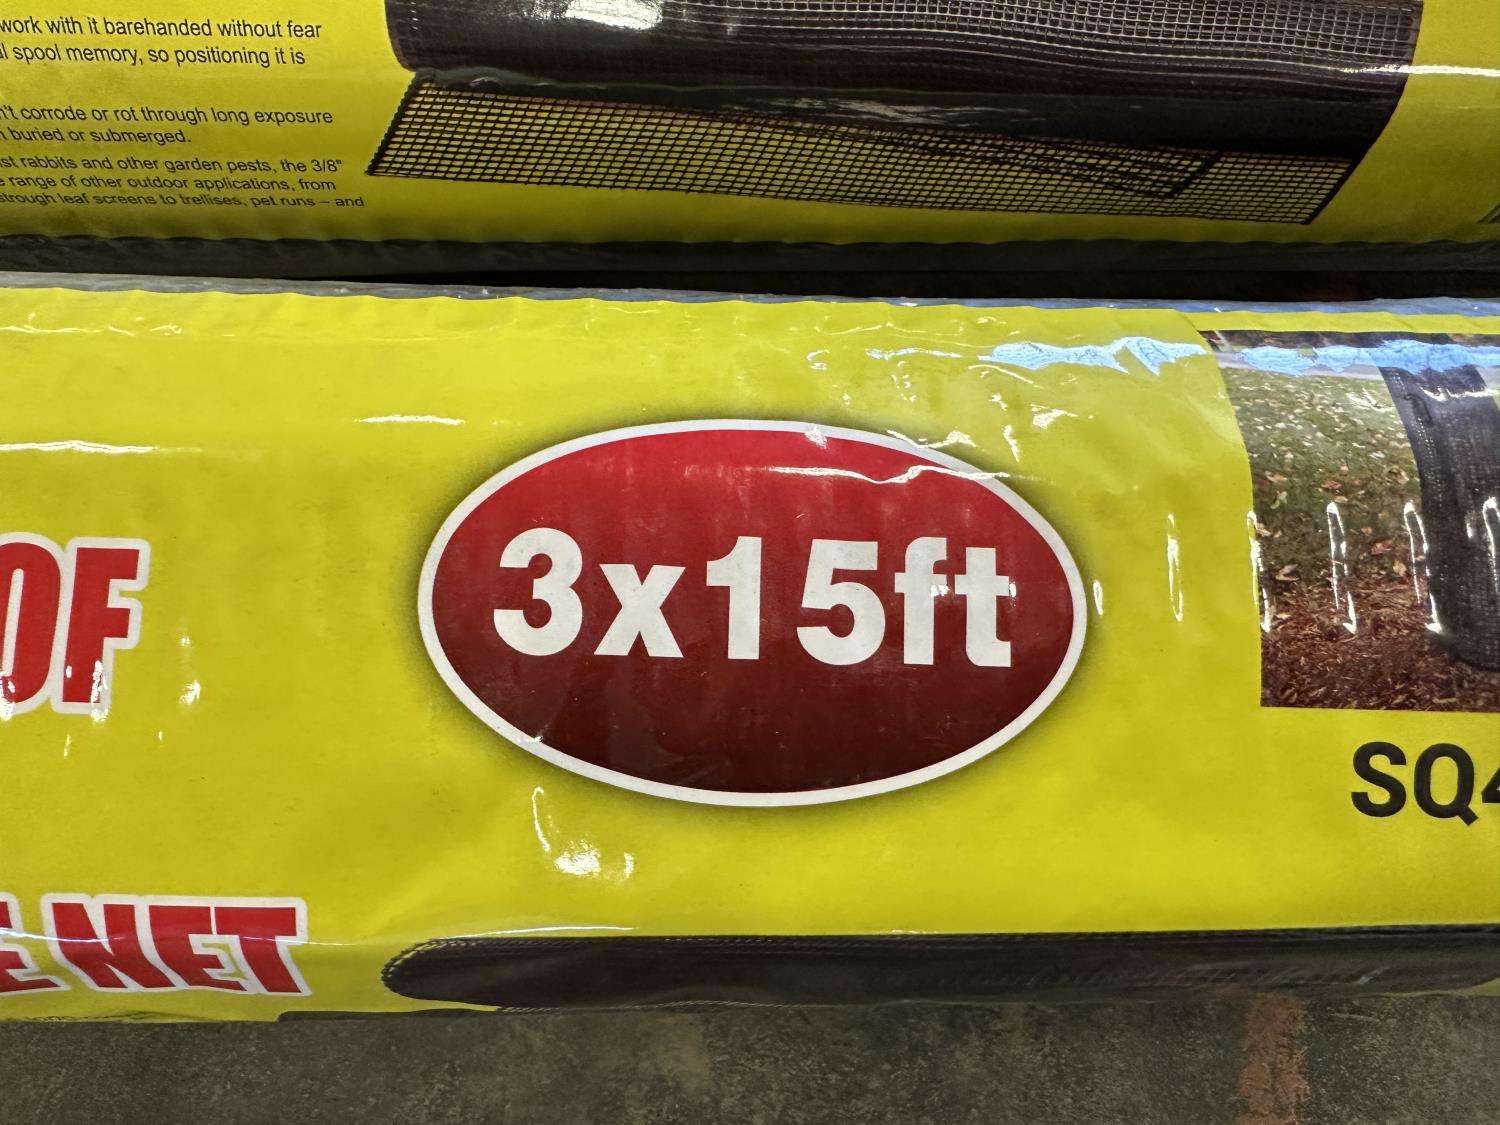 work with it barehanded without fear
spool memory, so positioning it is
n't corrode or rot through long exposure
buried or submerged.
rabbits and other garden pests, the 3/8"
range of other outdoor applications, from
leaf screens to trellises, pet runs – and
3x15ft
OF
SQ4
E NET